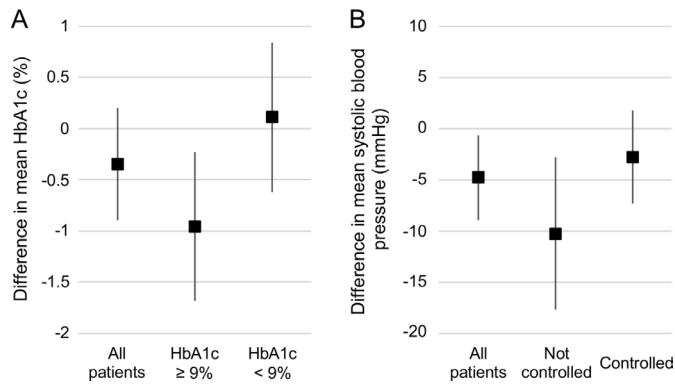 A
Difference in mean HbA1c (%)
1
0.5
0
-0.5
-1
-1.5
-2
All
patients
HbA1c
≥ 9%
HbA1c
< 9%
B
Difference in mean systolic blood
pressure (mmHg)
10
5
0
-5
-10
-15
-20
All
patients
Not
controlled
Controlled